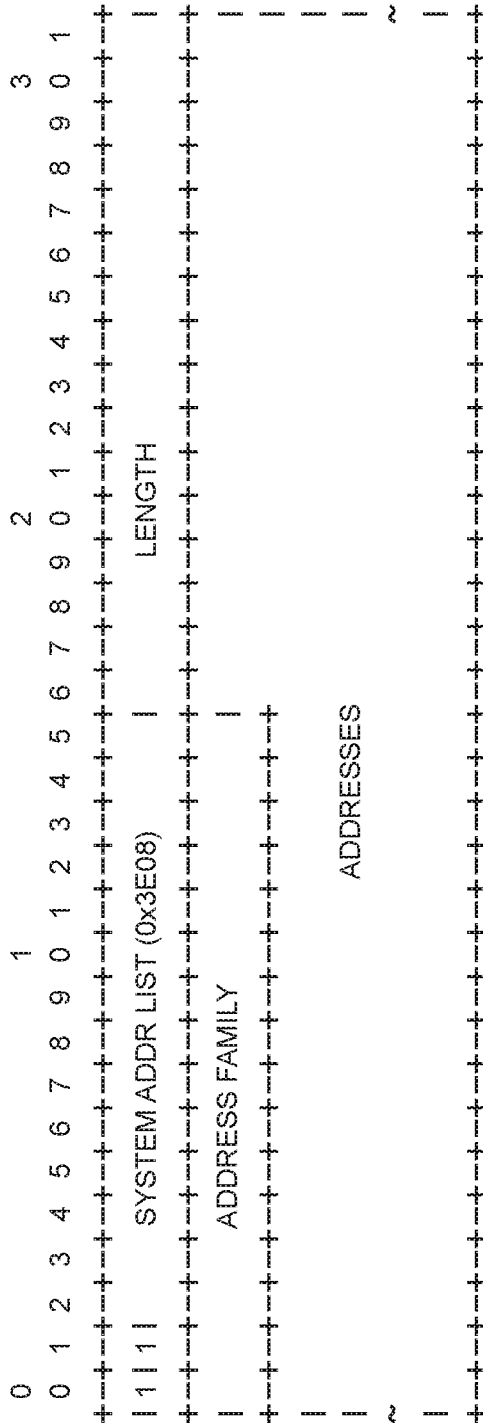 0                   1                   2                   3
0 1 2 3 4 5 6 7 8 9 0 1 2 3 4 5 6 7 8 9 0 1 2 3 4 5 6 7 8 9 0 1
+-+-+-+-+-+-+-+-+-+-+-+-+-+-+-+-+-+-+-+-+-+-+-+-+-+-+-+-+-+-+-+-+
|1|1| SYSTEM ADDR LIST (0x3E08) | LENGTH |
+-+-+-+-+-+-+-+-+-+-+-+-+-+-+-+-+-+-+-+-+-+-+-+-+-+-+-+-+-+-+-+-+
| ADDRESS FAMILY | |
+-+-+-+-+-+-+-+-+-+-+-+-+-+-+-+-+ |
| |
| ADDRESSES |
~ ~
| |
+-+-+-+-+-+-+-+-+-+-+-+-+-+-+-+-+-+-+-+-+-+-+-+-+-+-+-+-+-+-+-+-+